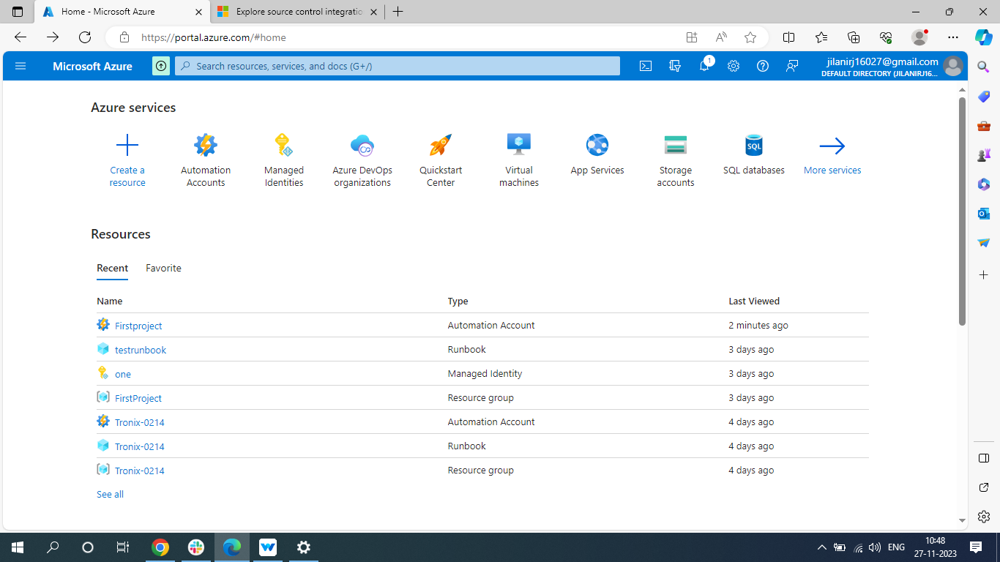 Home - Microsoft Azure
Explore source control integratio
https://portal.azure.com/#home
Microsoft Azure
Search resources, services, and docs (G+/)
1
jilanirj16027@gmail.com
DEFAULT DIRECTORY (JILANIRJ16...
Azure services
Create a resource
Automation Accounts
Managed Identities
Azure DevOps organizations
Quickstart Center
Virtual machines
App Services
Storage accounts
SQL
SQL databases
More services
Resources
Recent Favorite
Name Type Last Viewed
Firstproject Automation Account 2 minutes ago
testrunbook Runbook 3 days ago
one Managed Identity 3 days ago
FirstProject Resource group 3 days ago
Tronix-0214 Automation Account 4 days ago
Tronix-0214 Runbook 4 days ago
Tronix-0214 Resource group 4 days ago
See all
ENG
10:48
27-11-2023